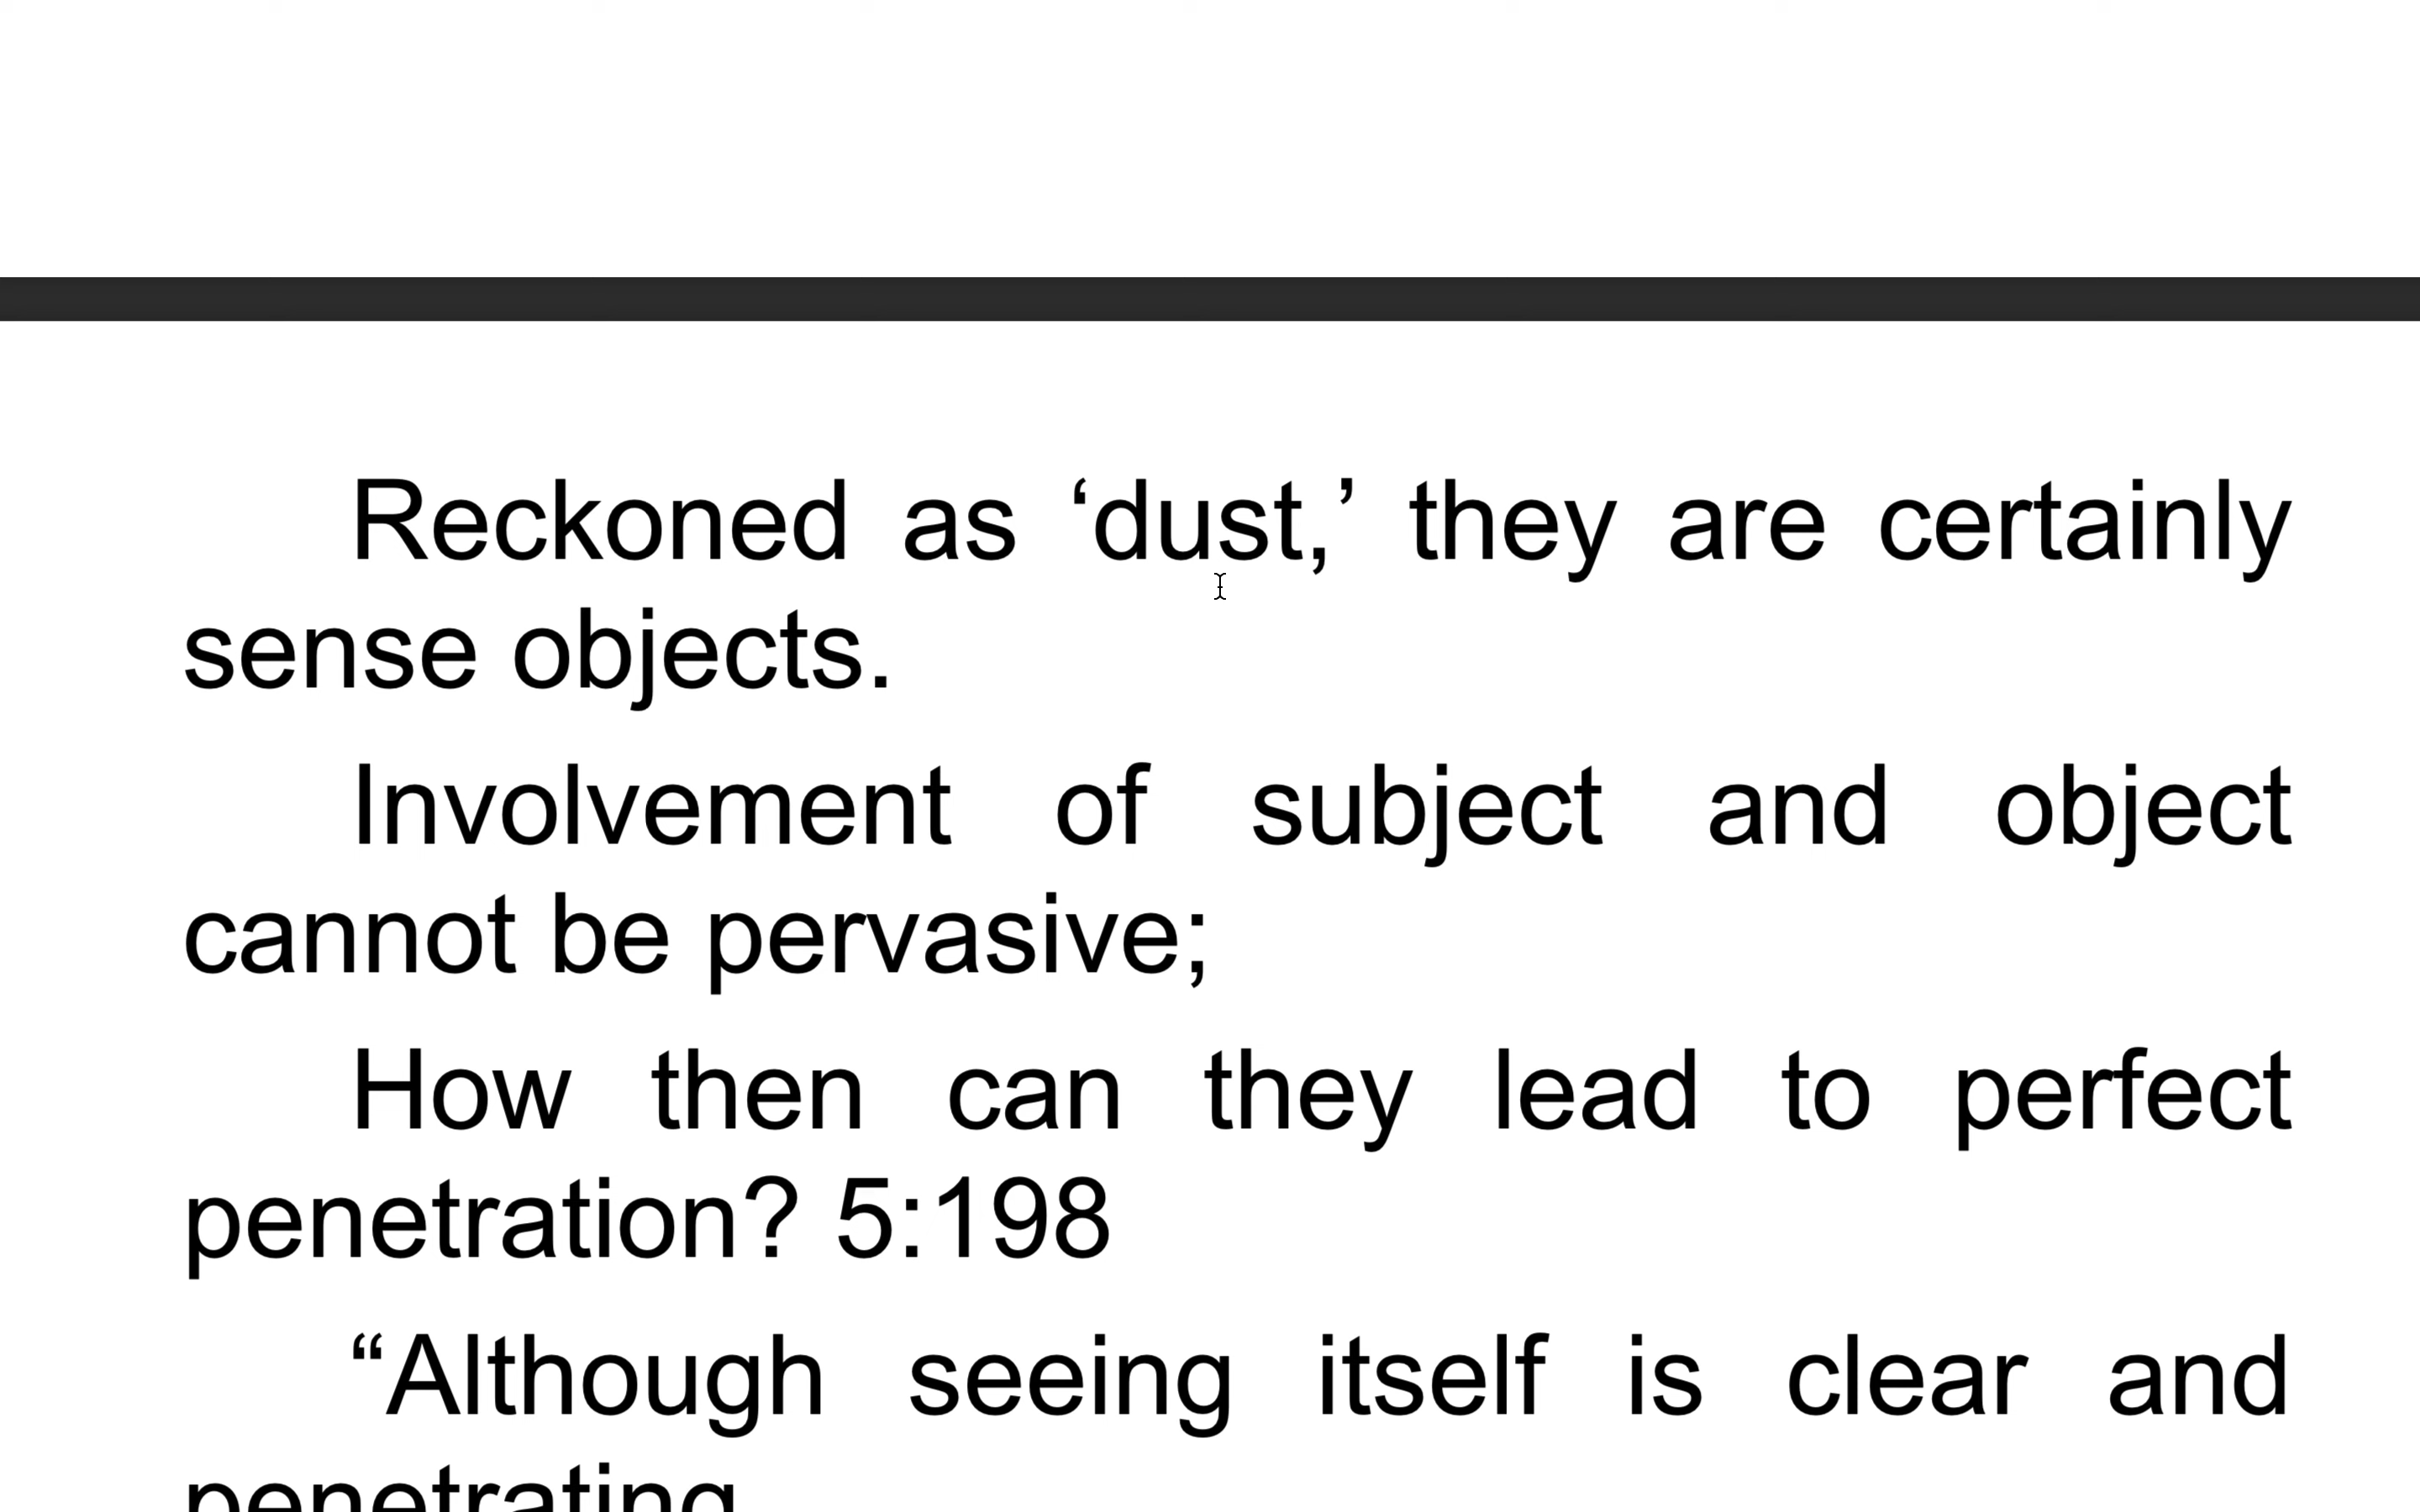 Reckoned as ‘dust,’ they are certainly
sense objects.
Involvement of subject and object
cannot be pervasive;
How then can they lead to perfect
penetration? 5:198
“Although seeing itself is clear and
penetrating